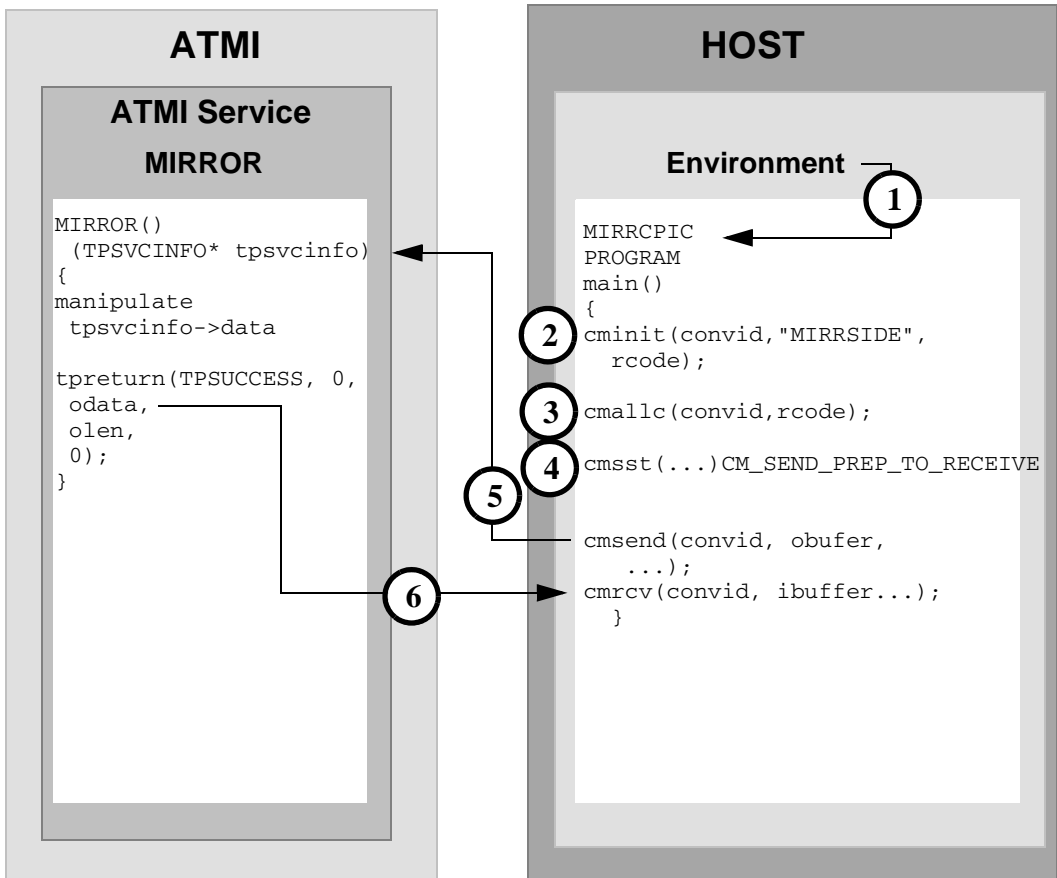 ATMI
ATMI Service
MIRROR
MIRROR()
(TPSVCINFO* tpsvcinfo)
{
manipulate
tpsvcinfo->data
tpreturn(TPSUCCESS, 0,
odata,
olen,
0);
}
HOST
Environment
1
MIRRCPIC
PROGRAM
main()
{
2
cminit(convid,"MIRRSIDE",
rcode);
3
cmallc(convid,rcode);
4
cmsst(...)CM_SEND_PREP_TO_RECEIVE
5
cmsend(convid, obufer,
...);
6
cmrcv(convid, ibuffer...);
}